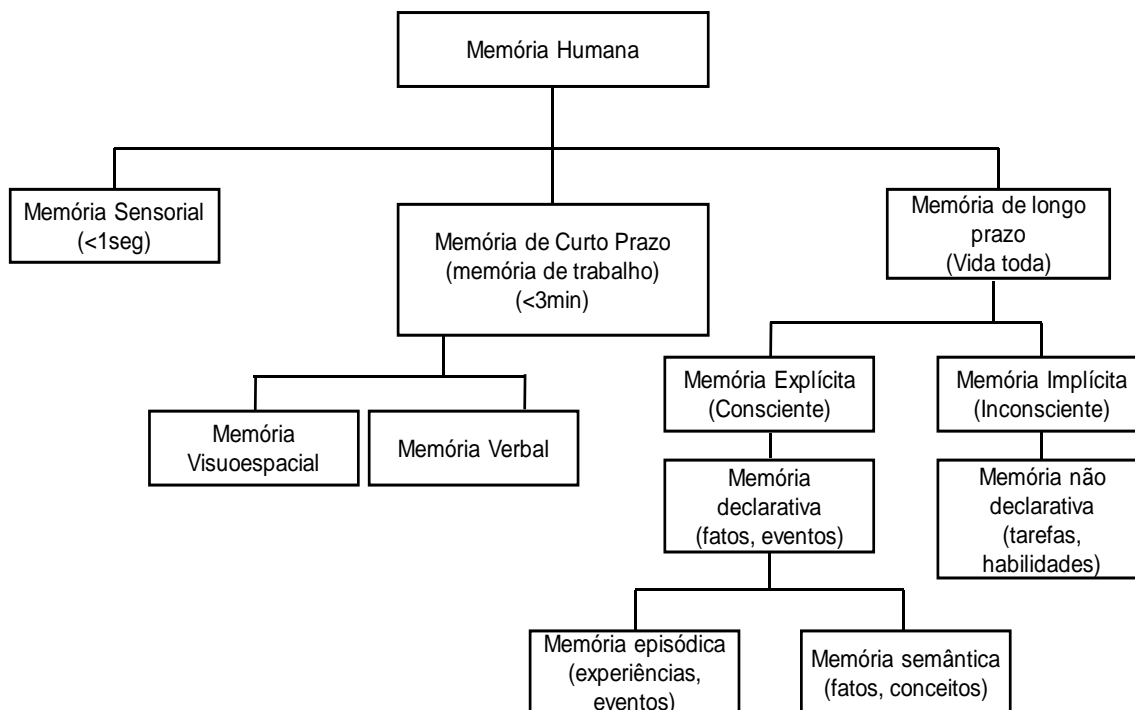 Memória Humana
Memória Sensorial
(<1seg)
Memória de Curto Prazo
(memória de trabalho)
(<3min)
Memória de longo
prazo
(Vida toda)
Memória
Visuoespacial
Memória Verbal
Memória Explícita
(Consciente)
Memória Implícita
(Inconsciente)
Memória
declarativa
(fatos, eventos)
Memória não
declarativa
(tarefas,
habilidades)
Memória episódica
(experiências,
eventos)
Memória semântica
(fatos, conceitos)